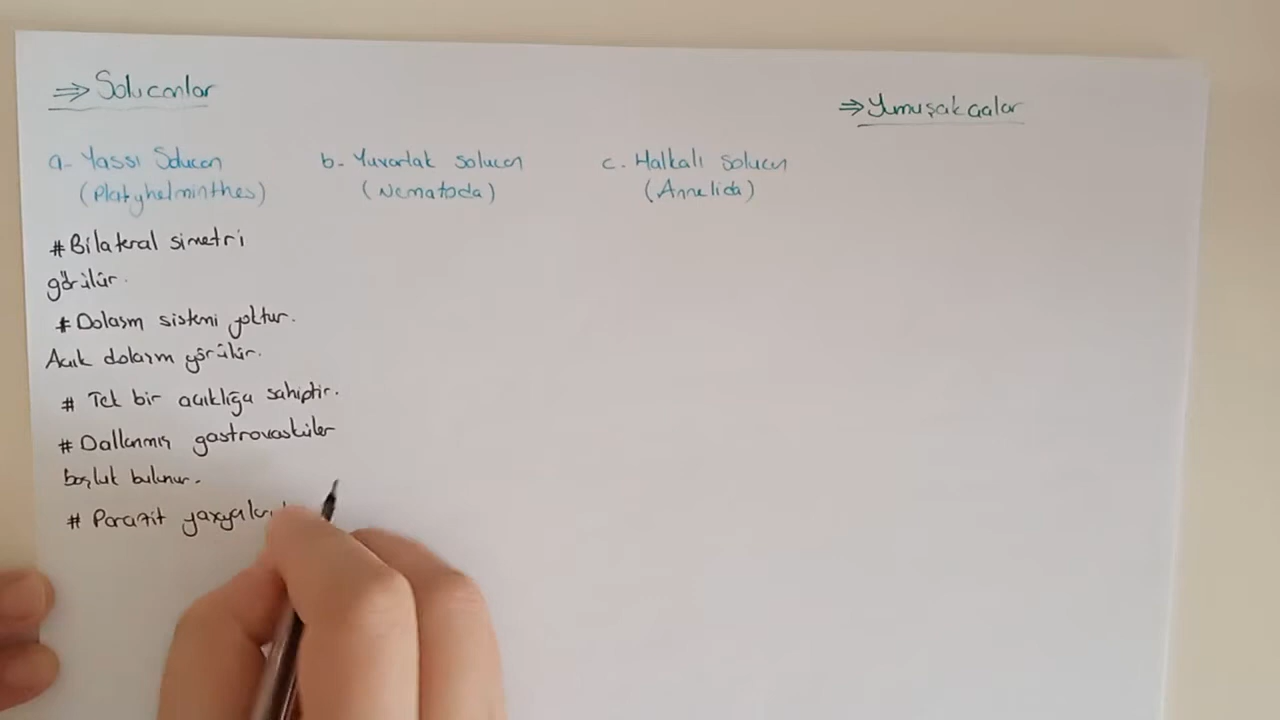 ⇒ Solucanlar
⇒ Yumuşakçalar
a- Yassı Solucan
(Platyhelminthes)
b- Yuvarlak solucan
(Nematoda)
c. Halkalı solucan
(Annelida)
# Bilateral simetri
görülür.
# Dolaşım sistemi yoktur.
Açık dolaşım görülür.
# Tek bir açıklığa sahiptir.
# Dallanmış gastrovasküler
boşluk bulunur.
# Parazit